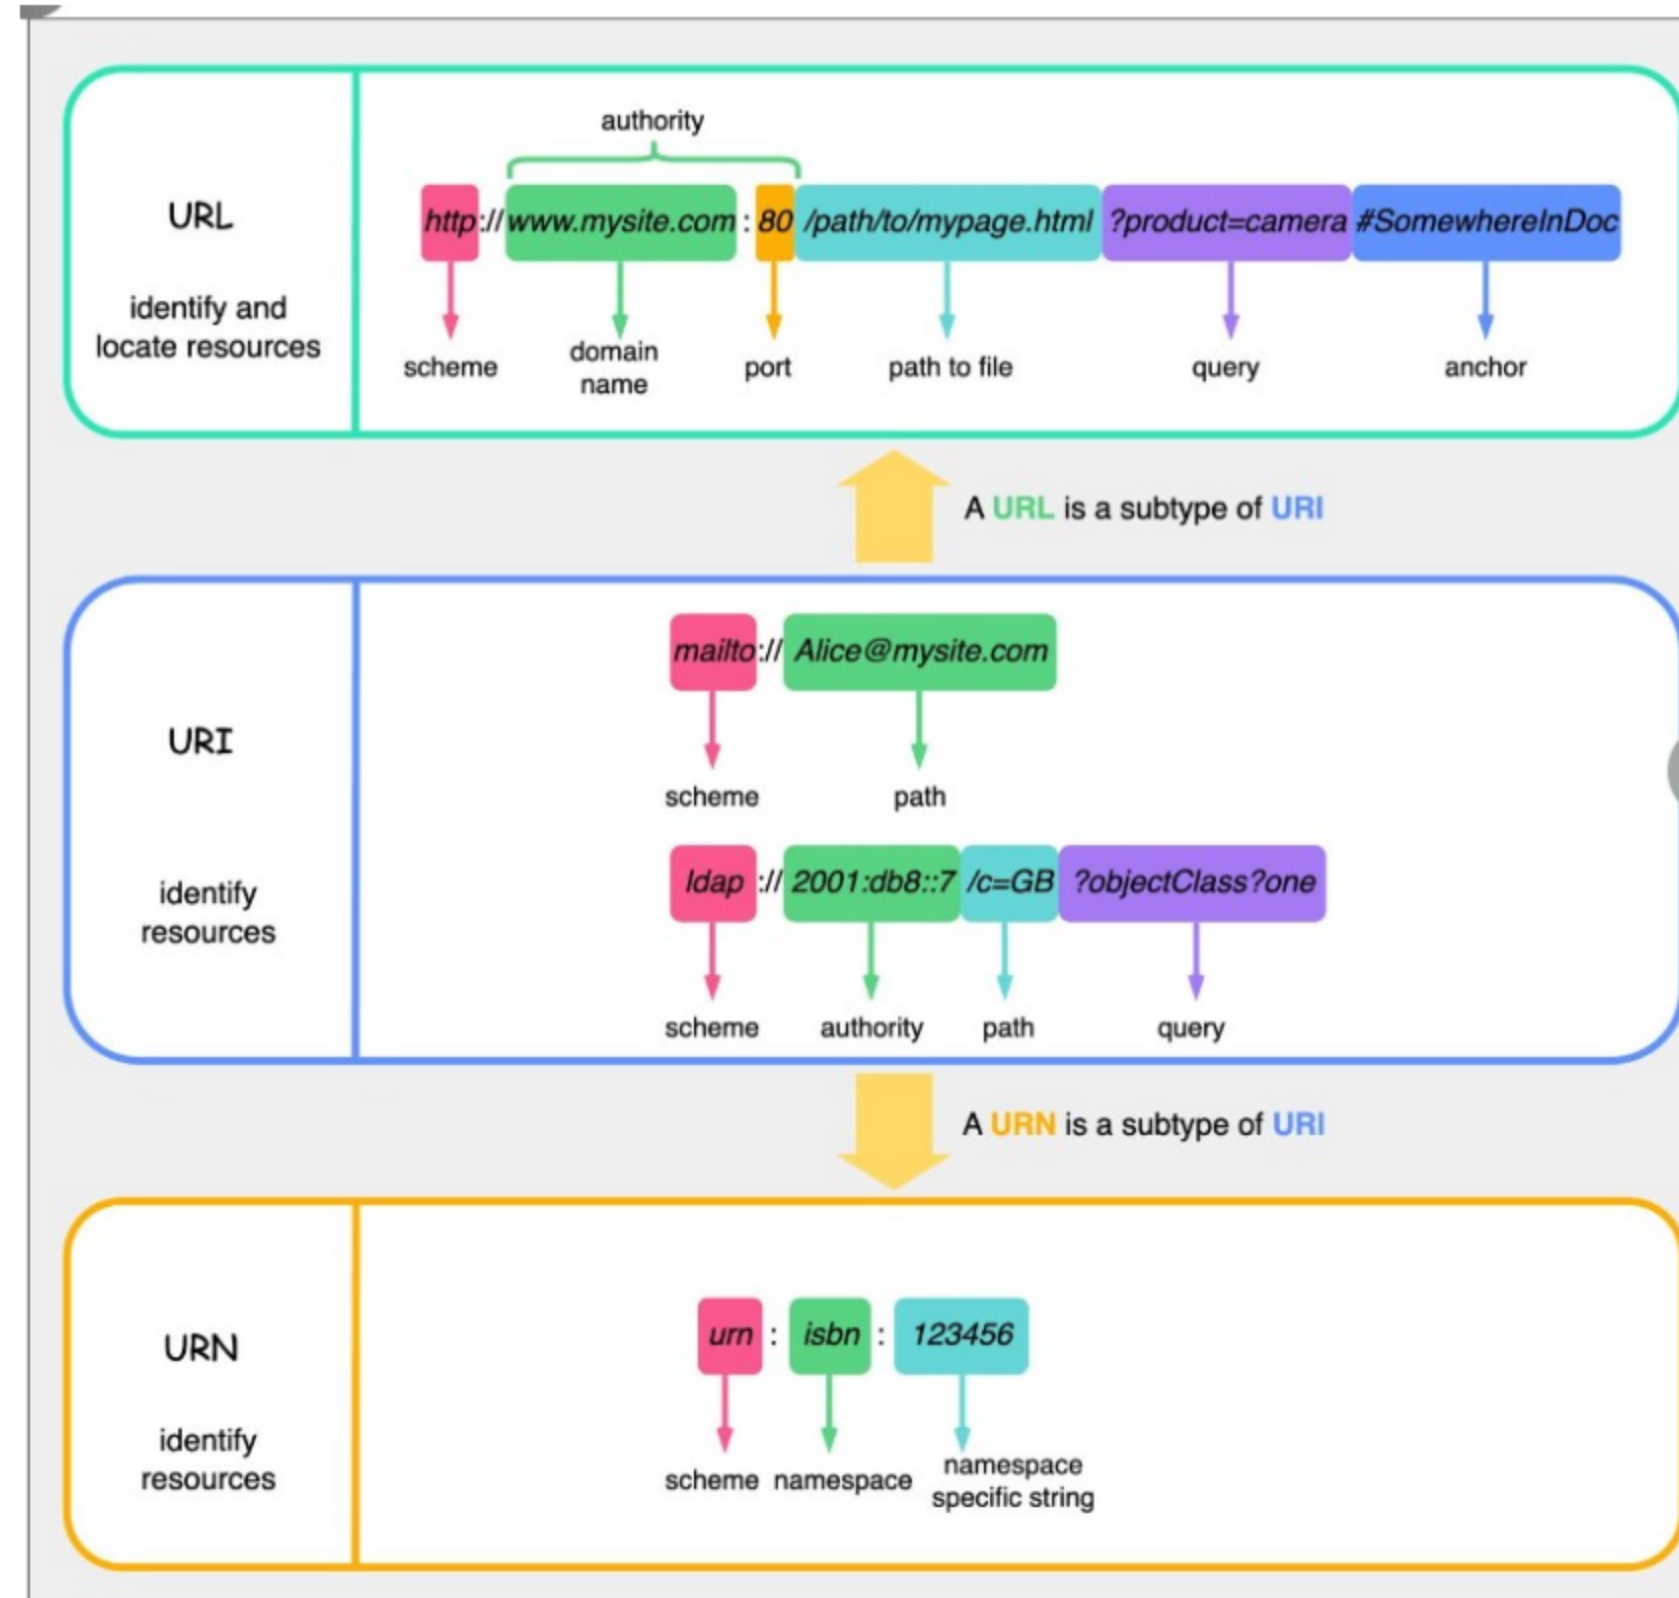 authority
URL
http://www.mysite.com:80/path/to/mypage.html?product=camera#SomewhereInDoc
identify and
locate resources
scheme
domain
name
port
path to file
query
anchor
A URL is a subtype of URI
URI
mailto://Alice@mysite.com
scheme
path
identify
resources
ldap://2001:db8::7/c=GB?objectClass?one
scheme
authority
path
query
A URN is a subtype of URI
URN
urn:isbn:123456
identify
resources
scheme
namespace
namespace
specific string